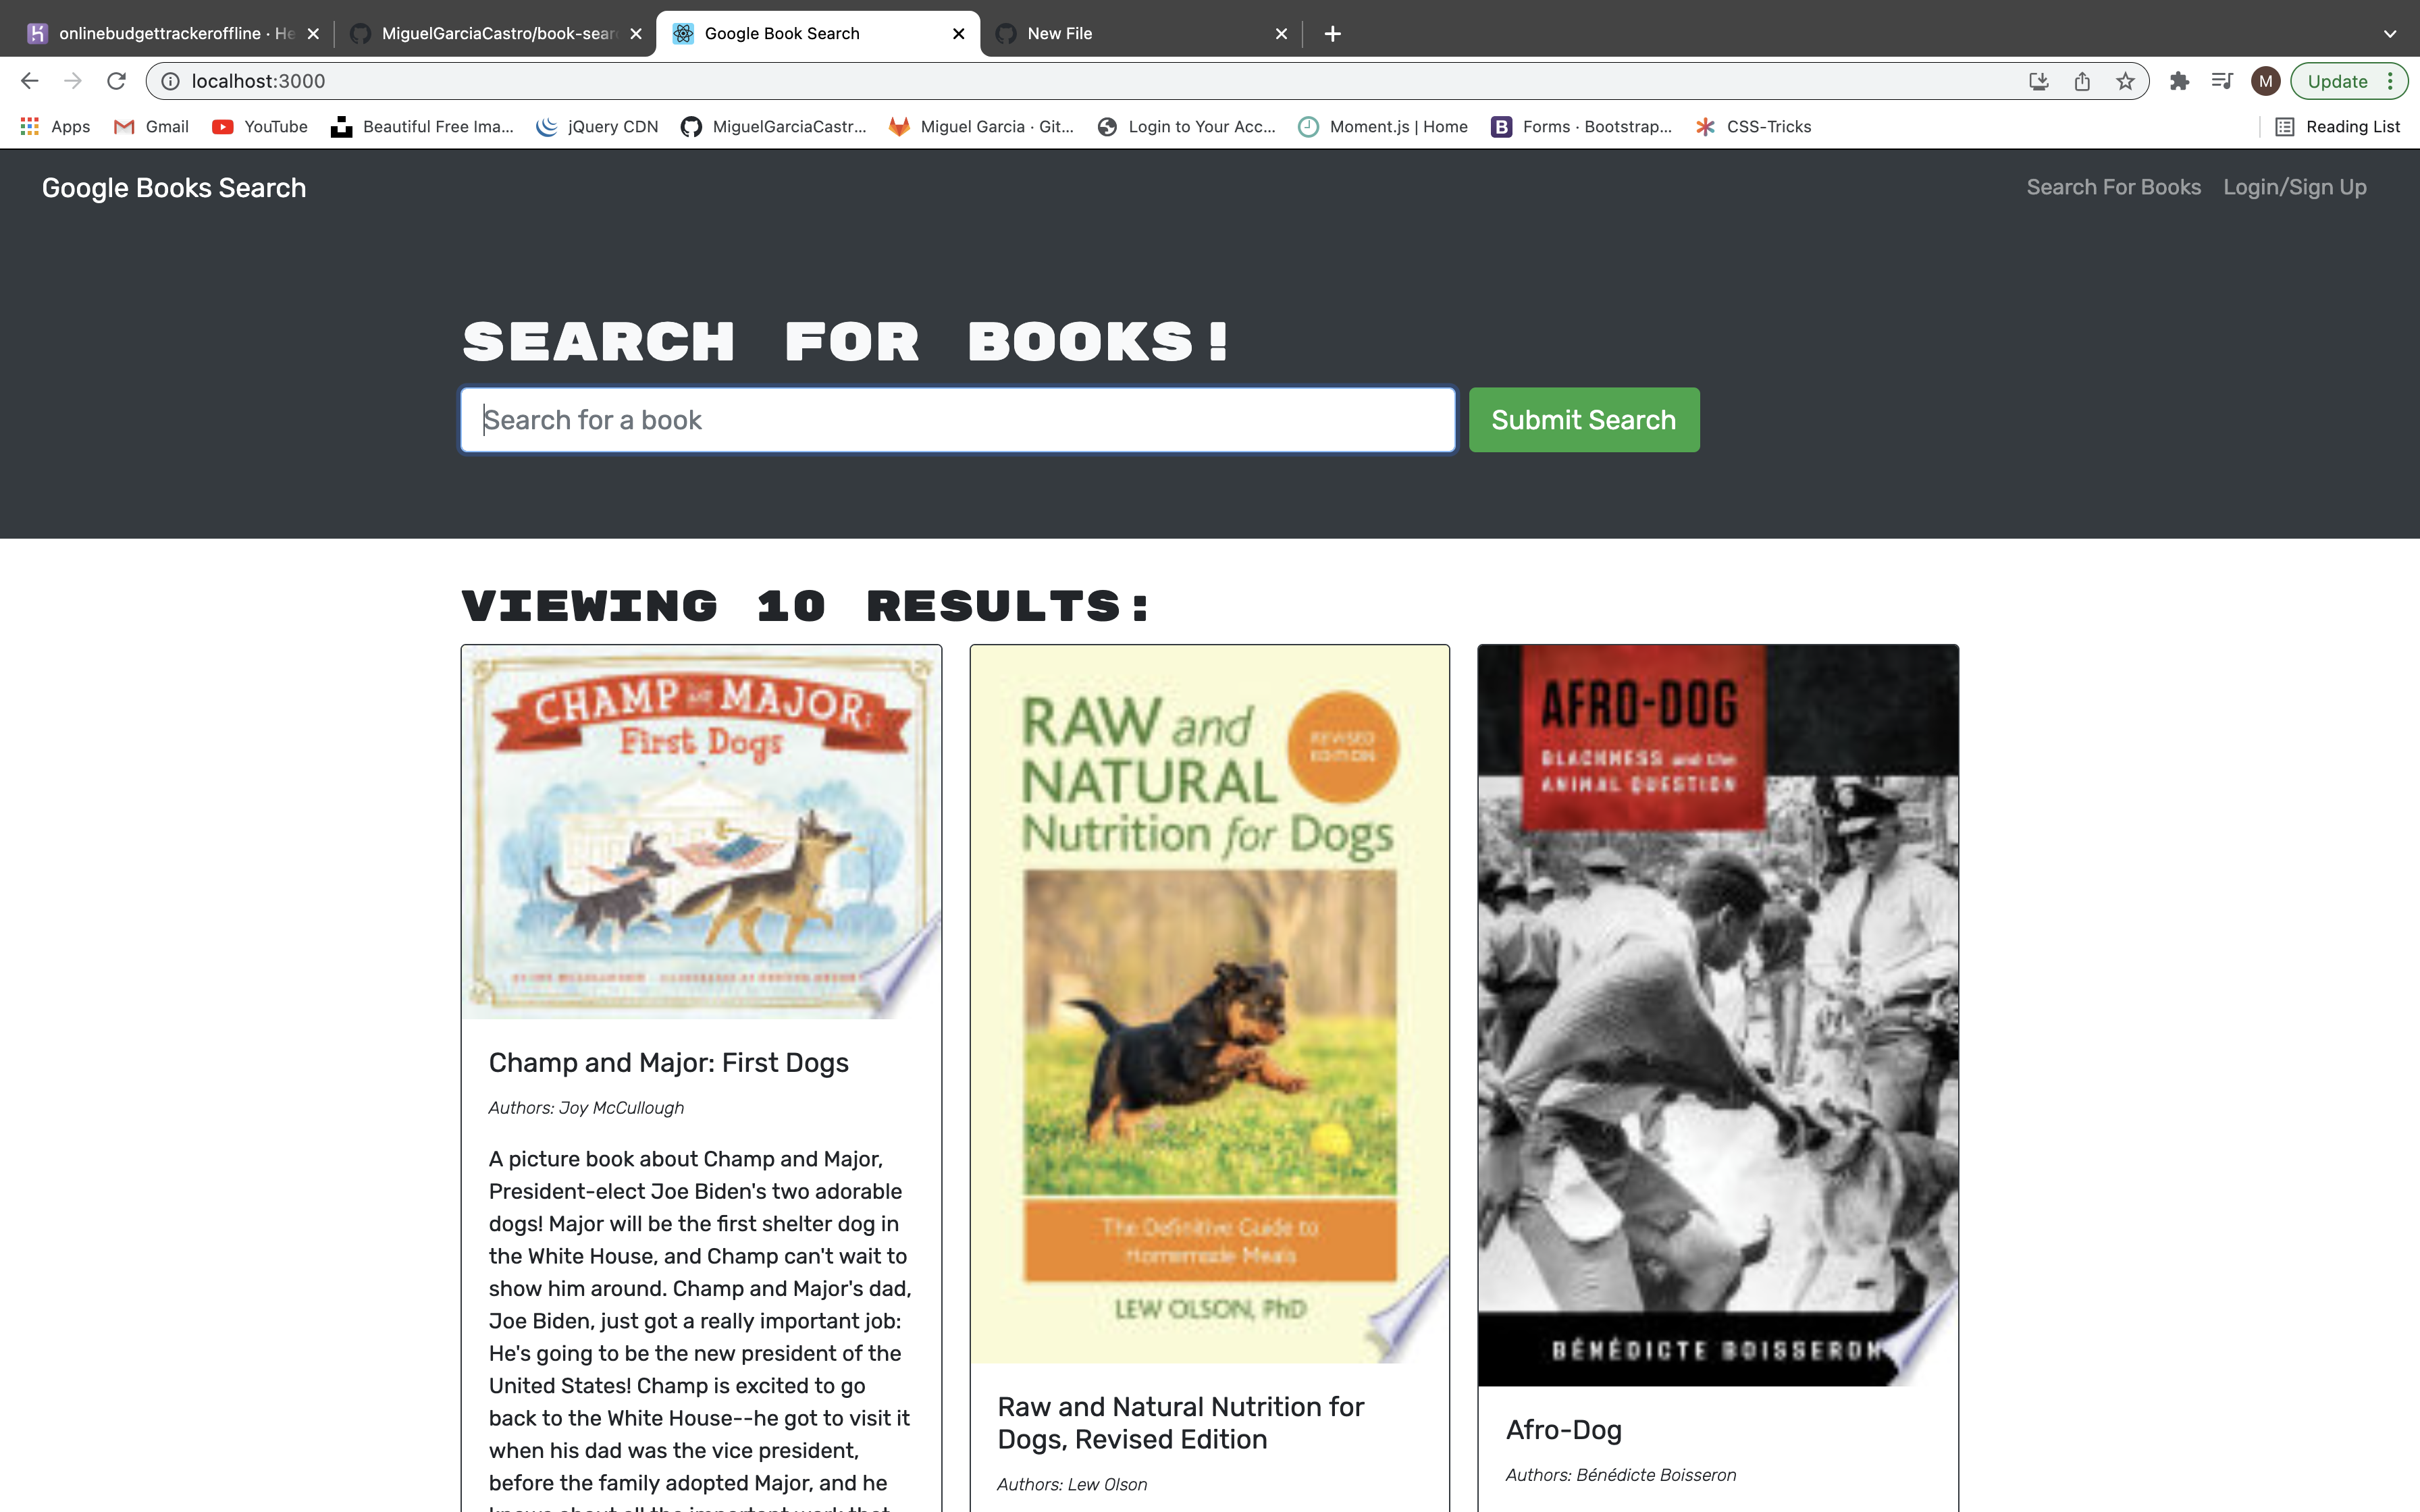 onlinebudgettrackeroffline · He
MiguelGarciaCastro/book-sear
Google Book Search
New File
localhost:3000
M
Update
Apps
Gmail
YouTube
Beautiful Free Ima...
jQuery CDN
MiguelGarciaCastr...
Miguel Garcia · Git...
Login to Your Acc...
Moment.js | Home
B
Forms · Bootstrap...
CSS-Tricks
Reading List
Google Books Search
Search For Books
Login/Sign Up
SEARCH FOR BOOKS!
Search for a book
Submit Search
VIEWING 10 RESULTS:
CHAMP AND MAJOR:
First Dogs
Champ and Major: First Dogs
Authors: Joy McCullough
A picture book about Champ and Major,
President-elect Joe Biden's two adorable
dogs! Major will be the first shelter dog in
the White House, and Champ can't wait to
show him around. Champ and Major's dad,
Joe Biden, just got a really important job:
He's going to be the new president of the
United States! Champ is excited to go
back to the White House--he got to visit it
when his dad was the vice president,
before the family adopted Major, and he
knows about all the important work that
RAW and
NATURAL
Nutrition for Dogs
REVISED
EDITION
The Definitive Guide to
Homemade Meals
LEW OLSON, PhD
Raw and Natural Nutrition for
Dogs, Revised Edition
Authors: Lew Olson
AFRO-DOG
BLACKNESS and the
ANIMAL QUESTION
BÉNÉDICTE BOISSERON
Afro-Dog
Authors: Bénédicte Boisseron